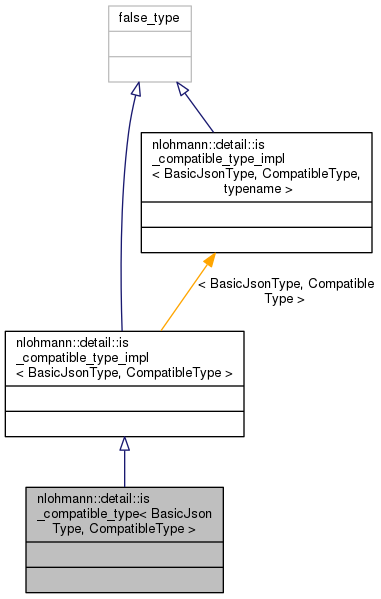 false_type
nlohmann::detail::is
_compatible_type_impl
< BasicJsonType, CompatibleType,
typename >
< BasicJsonType, Compatible
Type >
nlohmann::detail::is
_compatible_type_impl
< BasicJsonType, CompatibleType >
nlohmann::detail::is
_compatible_type< BasicJson
Type, CompatibleType >